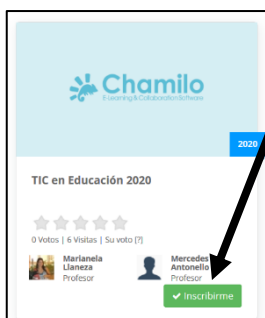 Chamilo
E-Learning & Collaboration Software
2020
TIC en Educación 2020
0 Votos | 6 Visitas | Su voto [?]
Marianela
Llaneza
Profesor
Mercedes
Antonello
Profesor
✔ Inscribirme